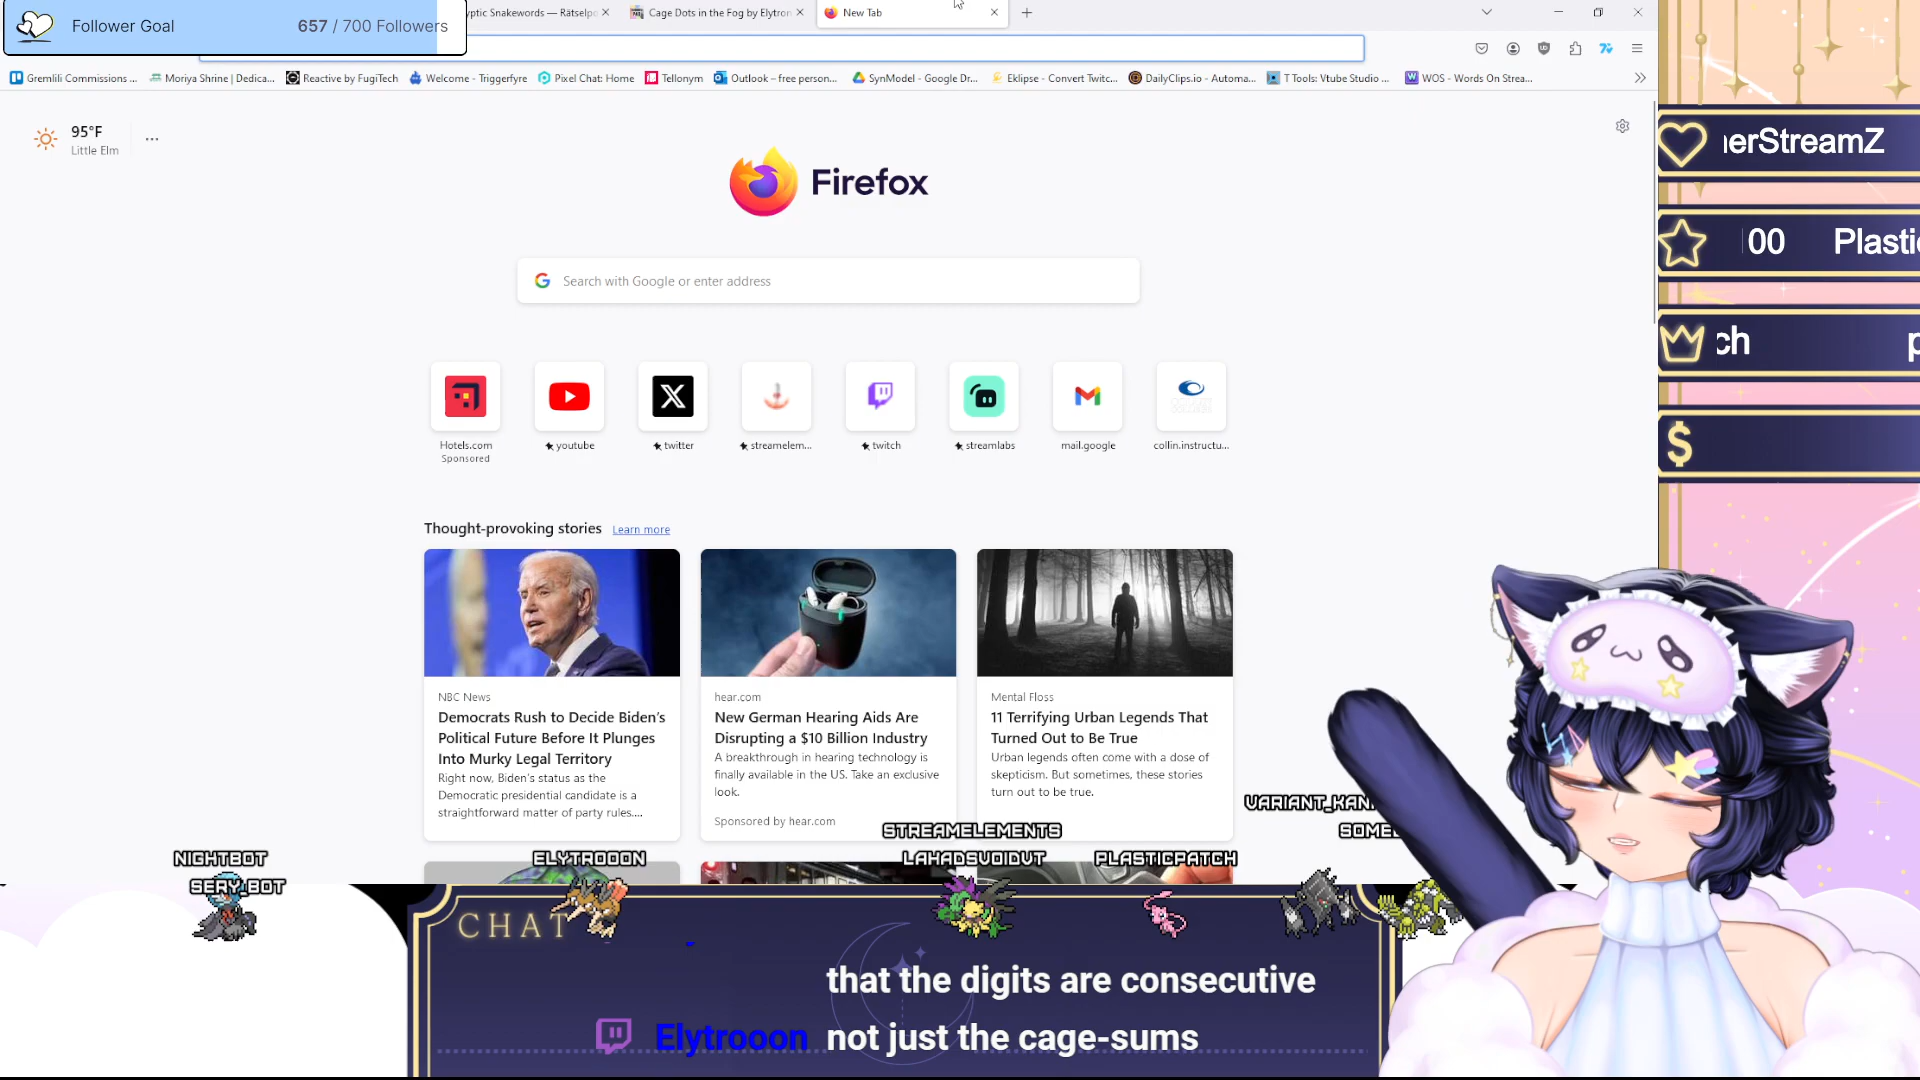 Follower Goal 657 / 700 Followers
yptic Snakewords — Rätselpo
Cage Dots in the Fog by Elytron
New Tab
Gremlili Commissions ...
Moriya Shrine | Dedica...
Reactive by FugiTech
Welcome - Triggerfyre
Pixel Chat: Home
Tellonym
Outlook – free person...
SynModel - Google Dr...
Eklipse - Convert Twitc...
DailyClips.io - Automa...
T Tools: Vtube Studio ...
WOS - Words On Strea...
95°F
Little Elm
Firefox
Search with Google or enter address
Hotels.com
Sponsored
youtube
twitter
streamelem...
twitch
streamlabs
mail.google
collin.instructu...
Thought-provoking stories Learn more
NBC News
Democrats Rush to Decide Biden's
Political Future Before It Plunges
Into Murky Legal Territory
Right now, Biden's status as the
Democratic presidential candidate is a
straightforward matter of party rules....
hear.com
New German Hearing Aids Are
Disrupting a $10 Billion Industry
A breakthrough in hearing technology is
finally available in the US. Take an exclusive
look.
Sponsored by hear.com
Mental Floss
11 Terrifying Urban Legends That
Turned Out to Be True
Urban legends often come with a dose of
skepticism. But sometimes, these stories
turn out to be true.
erStreamZ
00 Plastic
ch p
$
NIGHTBOT
SERY_BOT
ELYTROOON
STREAMELEMENTS
LAHADSVOIDVT
PLASTICPATCH
VARIANT_KAN
SOME
CHAT
that the digits are consecutive
Elytrooon not just the cage-sums